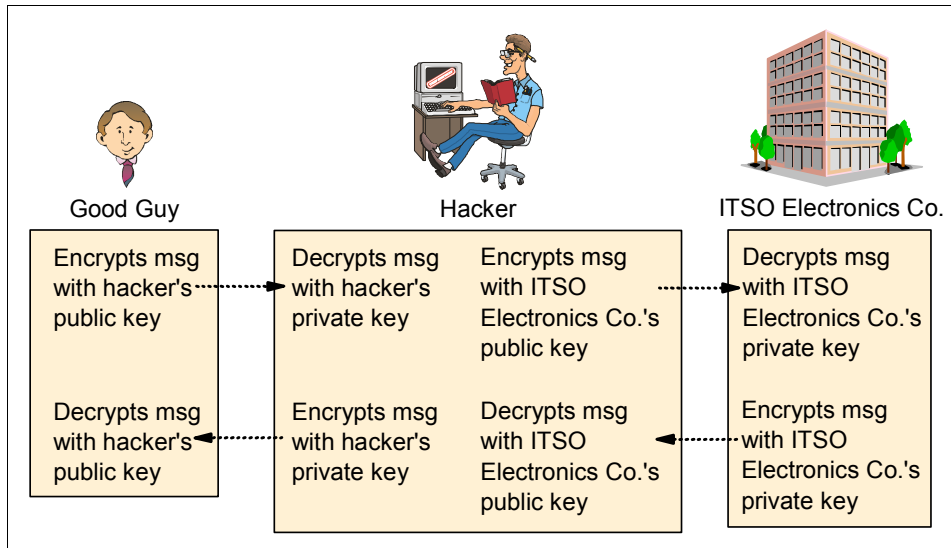 Good Guy
Hacker
ITSO Electronics Co.
Encrypts msg
with hacker's
public key
Decrypts msg
with hacker's
private key
Encrypts msg
with ITSO
Electronics Co.'s
public key
Decrypts msg
with ITSO
Electronics Co.'s
private key
Decrypts msg
with hacker's
public key
Encrypts msg
with hacker's
private key
Decrypts msg
with ITSO
Electronics Co.'s
public key
Encrypts msg
with ITSO
Electronics Co.'s
private key